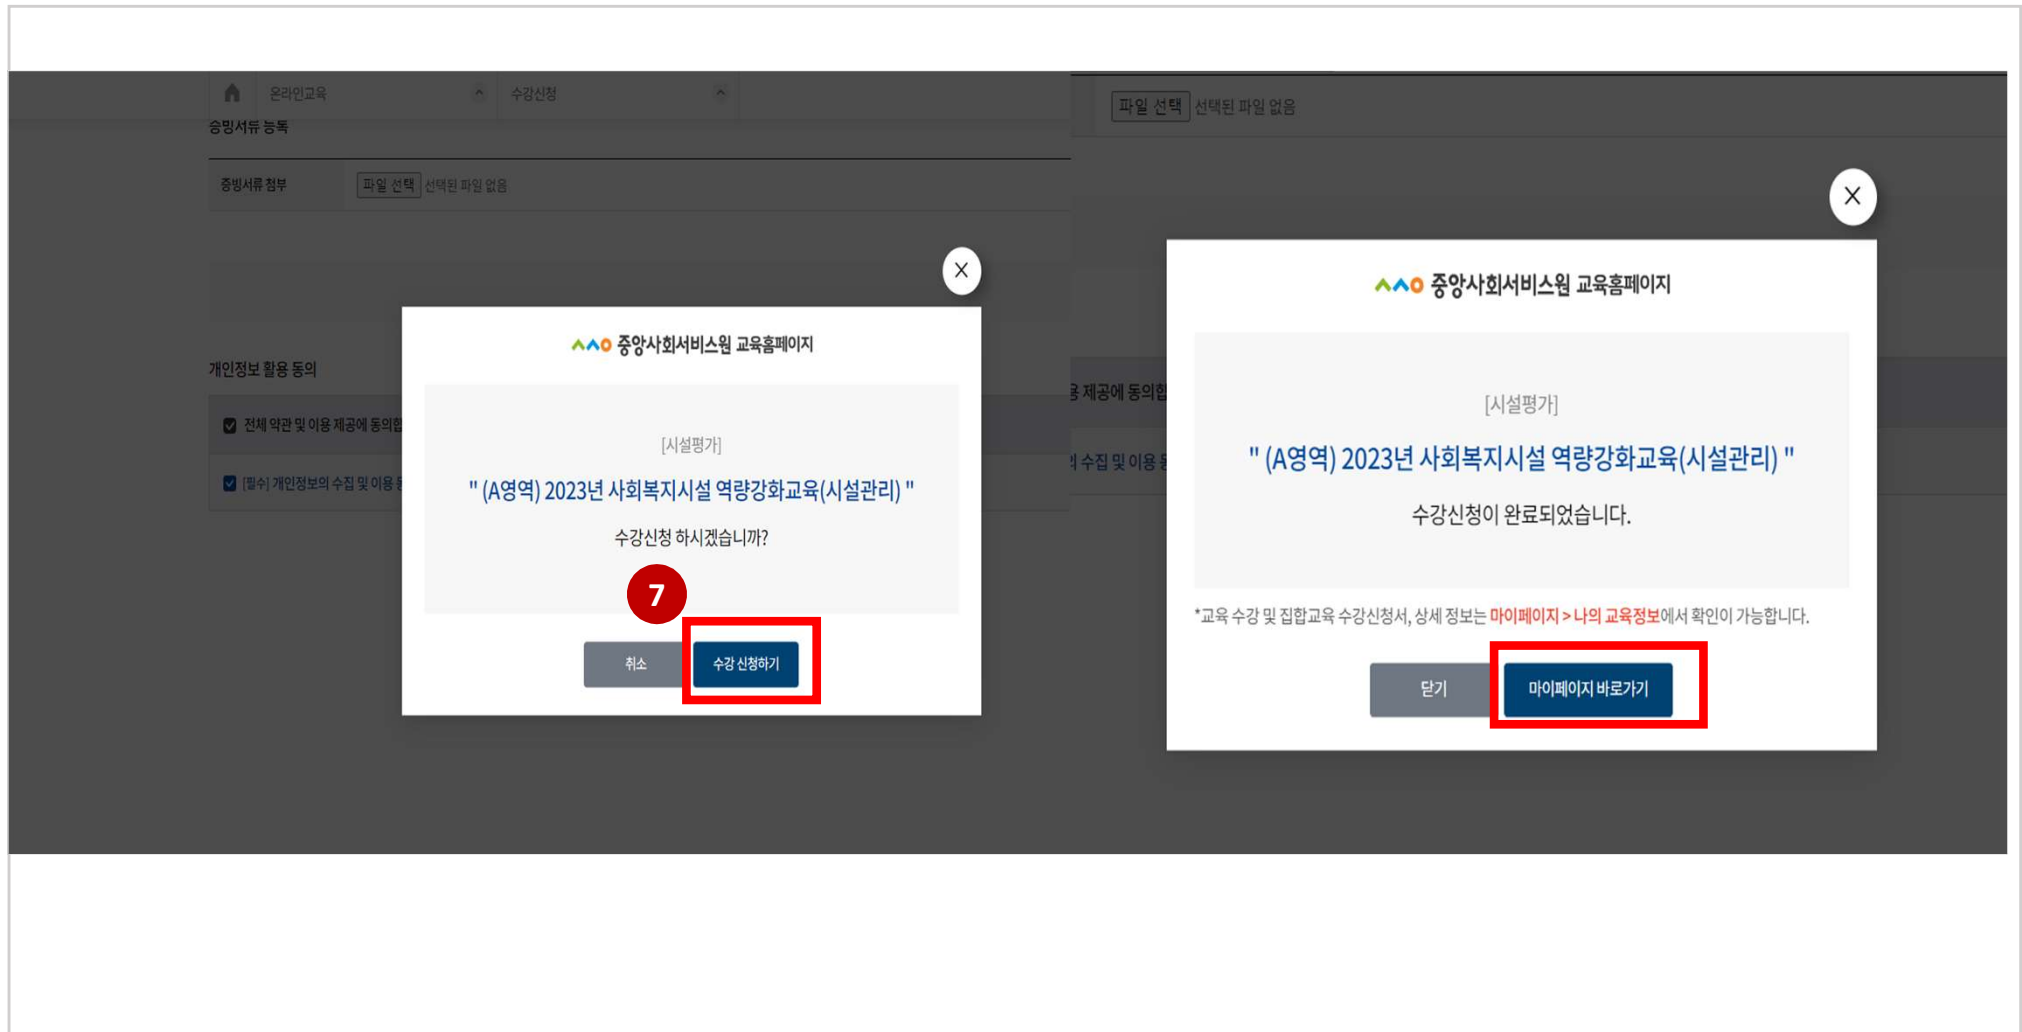 온라인교육
수강신청
증빙서류 등록
증빙서류 첨부
파일 선택 선택된 파일 없음
개인정보 활용 동의
전체 약관 및 이용 제공에 동의합
[필수] 개인정보의 수집 및 이용
X
중앙사회서비스원 교육홈페이지
[시설평가]
" (A영역) 2023년 사회복지시설 역량강화교육(시설관리) "
수강신청 하시겠습니까?
7
취소
수강 신청하기
파일 선택 선택된 파일 없음
제공에 동의합
수집 및 이용
X
중앙사회서비스원 교육홈페이지
[시설평가]
" (A영역) 2023년 사회복지시설 역량강화교육(시설관리) "
수강신청이 완료되었습니다.
*교육 수강 및 집합교육 수강신청서, 상세 정보는 마이페이지 > 나의 교육정보에서 확인이 가능합니다.
닫기
마이페이지 바로가기